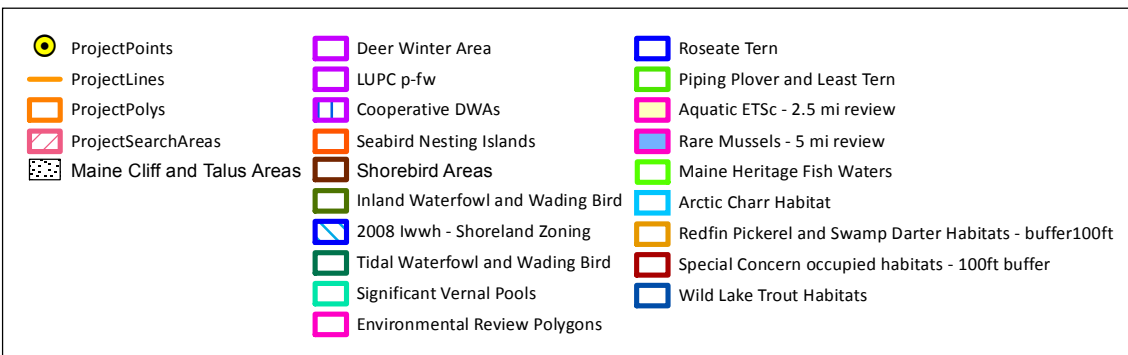 ProjectPoints
ProjectLines
ProjectPolys
ProjectSearchAreas
Maine Cliff and Talus Areas
Deer Winter Area
LUPC p-fw
Cooperative DWAs
Seabird Nesting Islands
Shorebird Areas
Inland Waterfowl and Wading Bird
2008 Iwwh - Shoreland Zoning
Tidal Waterfowl and Wading Bird
Significant Vernal Pools
Environmental Review Polygons
Roseate Tern
Piping Plover and Least Tern
Aquatic ETSc - 2.5 mi review
Rare Mussels - 5 mi review
Maine Heritage Fish Waters
Arctic Charr Habitat
Redfin Pickerel and Swamp Darter Habitats - buffer100ft
Special Concern occupied habitats - 100ft buffer
Wild Lake Trout Habitats